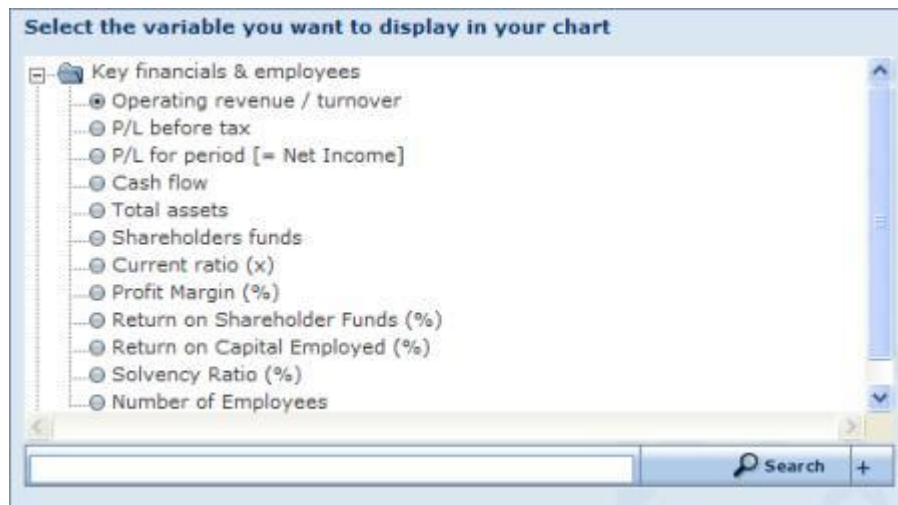 Select the variable you want to display in your chart
Key financials & employees
Operating revenue / turnover
P/L before tax
P/L for period [= Net Income]
Cash flow
Total assets
Shareholders funds
Current ratio (x)
Profit Margin (%)
Return on Shareholder Funds (%)
Return on Capital Employed (%)
Solvency Ratio (%)
Number of Employees
Search +